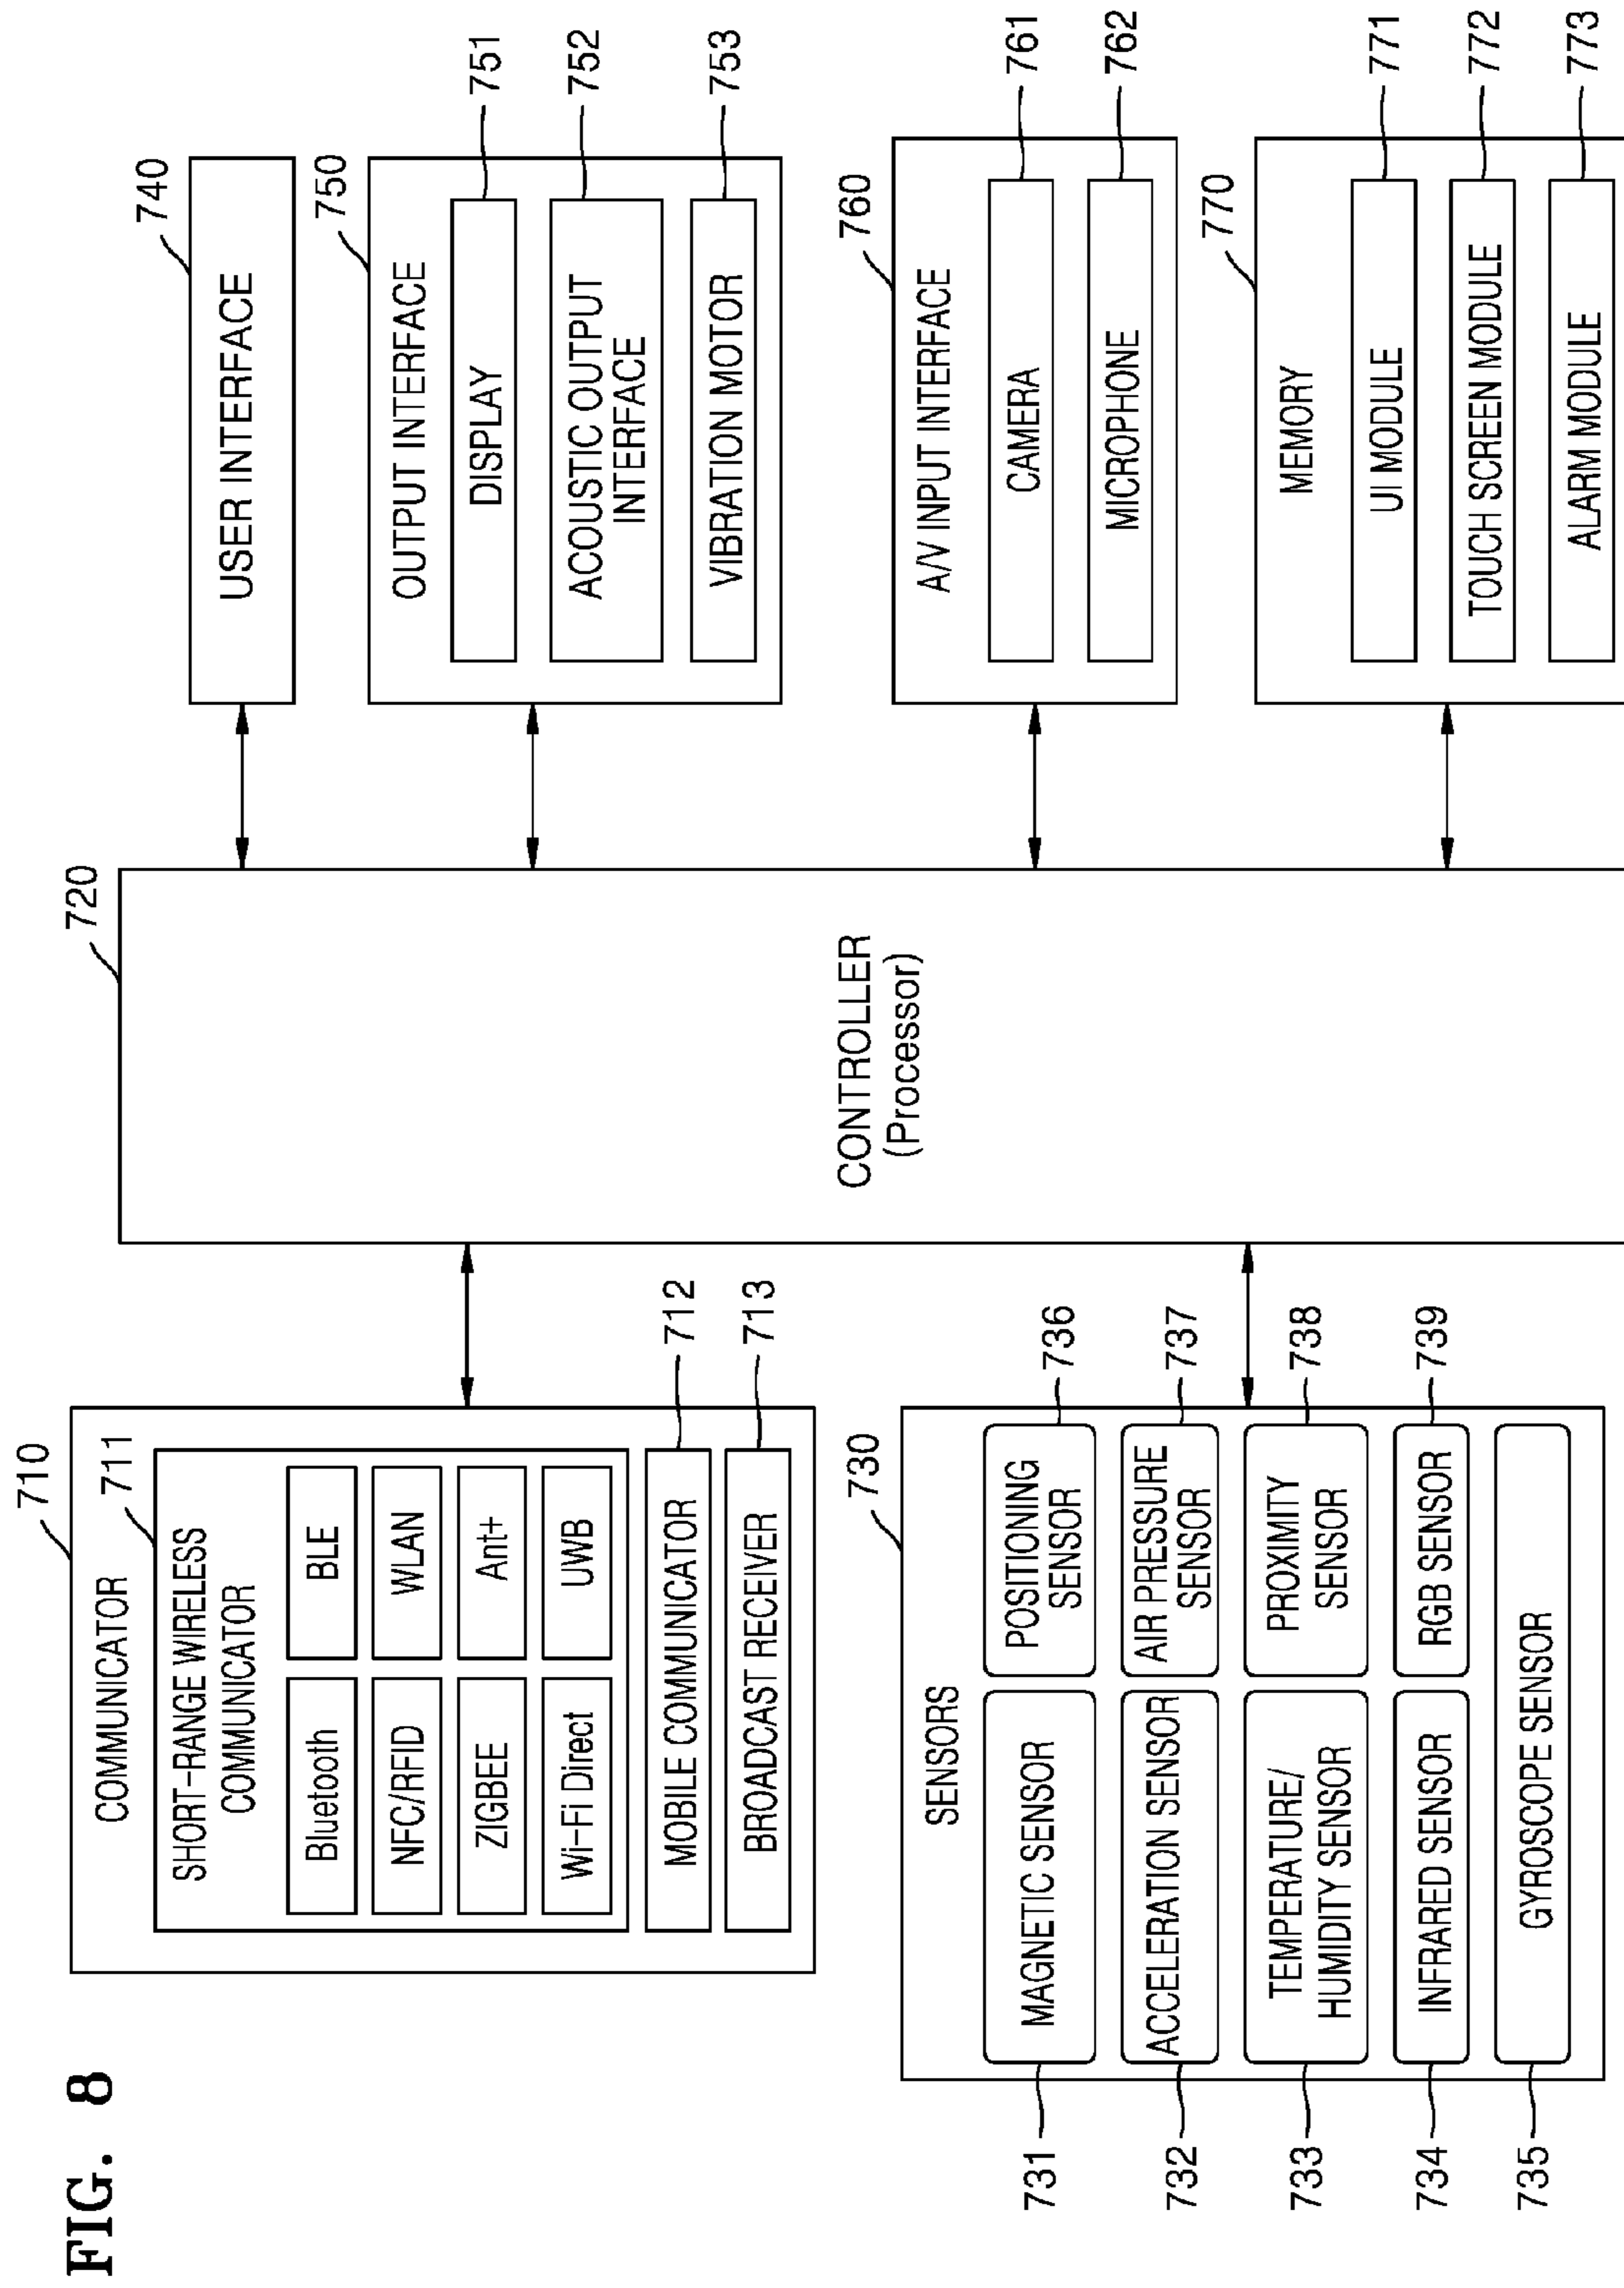 FIG. 8
710
COMMUNICATOR
711
SHORT-RANGE WIRELESS
COMMUNICATOR
Bluetooth
BLE
NFC/RFID
WLAN
ZIGBEE
Ant+
Wi-Fi Direct
UWB
MOBILE COMMUNICATOR
712
BROADCAST RECEIVER
713
730
SENSORS
731
MAGNETIC SENSOR
POSITIONING
SENSOR
736
732
ACCELERATION SENSOR
AIR PRESSURE
SENSOR
737
733
TEMPERATURE/
HUMIDITY SENSOR
PROXIMITY
SENSOR
738
734
INFRARED SENSOR
RGB SENSOR
739
735
GYROSCOPE SENSOR
720
CONTROLLER
(Processor)
740
USER INTERFACE
750
OUTPUT INTERFACE
DISPLAY
751
ACOUSTIC OUTPUT
INTERFACE
752
VIBRATION MOTOR
753
760
A/V INPUT INTERFACE
CAMERA
761
MICROPHONE
762
770
MEMORY
UI MODULE
771
TOUCH SCREEN MODULE
772
ALARM MODULE
773